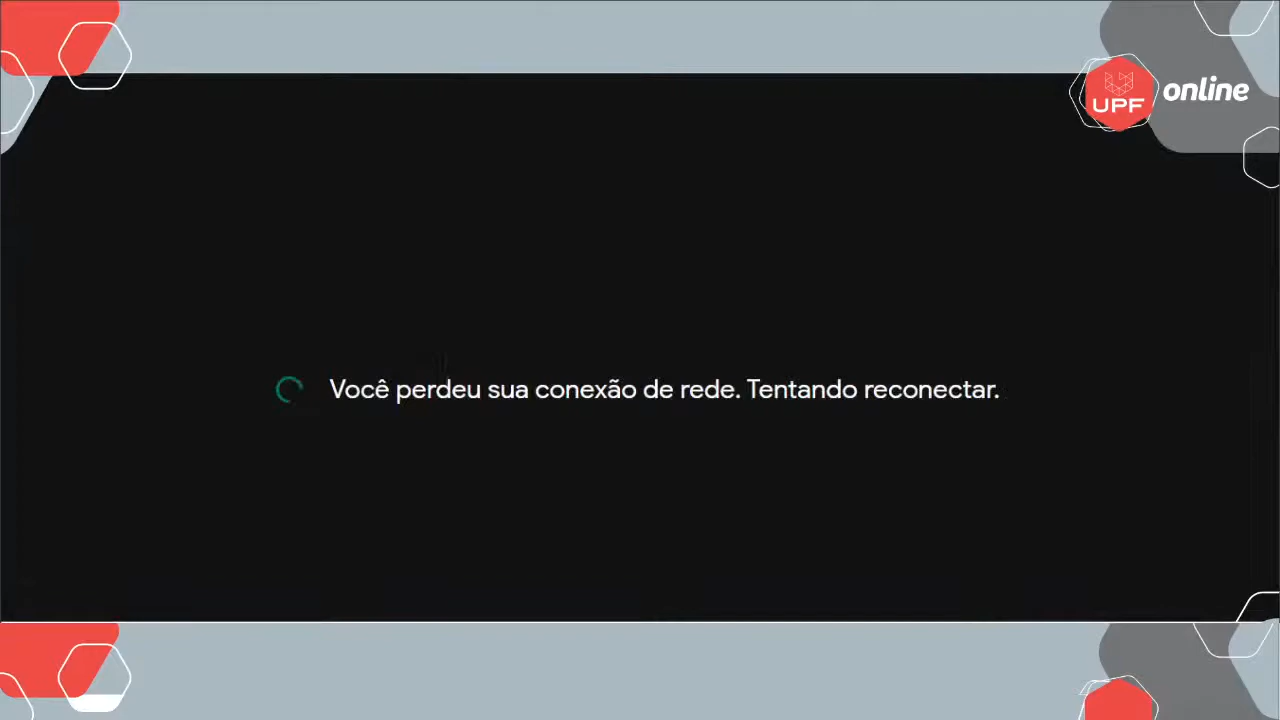 UPF online
Você perdeu sua conexão de rede. Tentando reconectar.